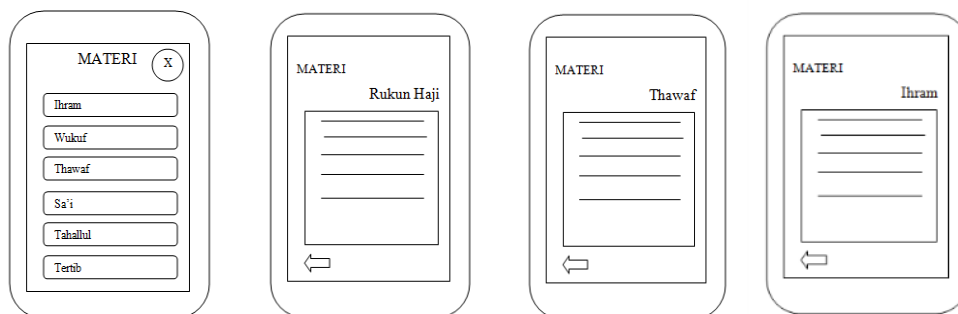 MATERI
X
Ihram
Wukuf
Thawaf
Sa'i
Tahallul
Tertib
MATERI
Rukun Haji
MATERI
Thawaf
MATERI
Ihram